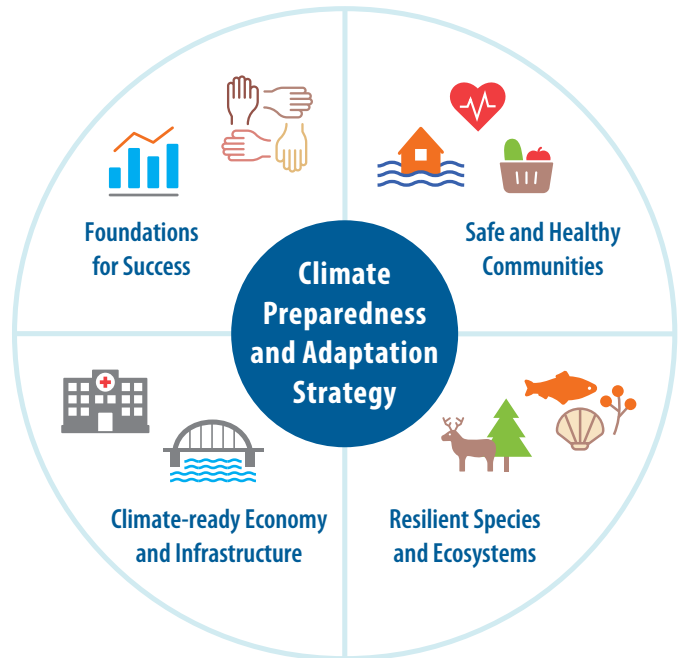 Foundations
for Success
Safe and Healthy
Communities
Climate
Preparedness
and Adaptation
Strategy
Climate-ready Economy
and Infrastructure
Resilient Species
and Ecosystems